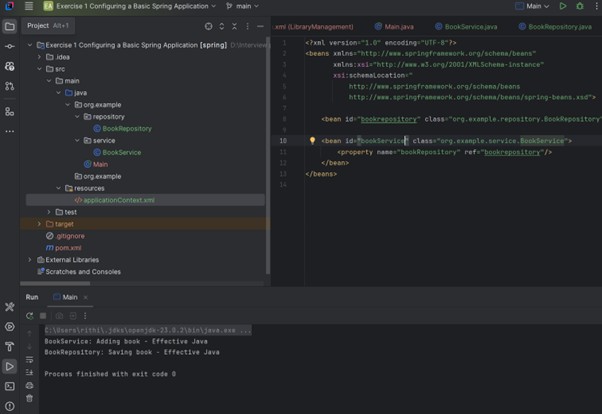 EA Exercise 1 Configuring a Basic Spring Application main Main
Project Alt+1
.xml (LibraryManagement) Main.java BookService.java BookRepository.java
Exercise 1 Configuring a Basic Spring Application [spring] D:\Interview
.idea
src
main
java
org.example
repository
BookRepository
service
BookService
Main
org.example
resources
applicationContext.xml
test
target
.gitignore
pom.xml
External Libraries
Scratches and Consoles
1 <?xml version="1.0" encoding="UTF-8"?>
2 <beans xmlns="http://www.springframework.org/schema/beans"
3 xmlns:xsi="http://www.w3.org/2001/XMLSchema-instance"
4 xsi:schemaLocation="
5 http://www.springframework.org/schema/beans
6 http://www.springframework.org/schema/beans/spring-beans.xsd">
7
8 <bean id="bookrepository" class="org.example.repository.BookRepository
9
10 <bean id="bookService" class="org.example.service.BookService">
11 <property name="bookRepository" ref="bookrepository"/>
12 </bean>
13 </beans>
14
Run Main
C:\Users\rithi\.jdks\openjdk-23.0.2\bin\java.exe ...
BookService: Adding book - Effective Java
BookRepository: Saving book - Effective Java
Process finished with exit code 0